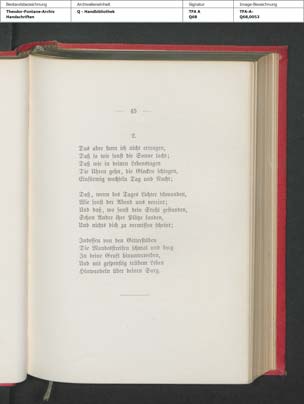 Bestandsbezeichnung
Theodor-Fontane-Archiv
Handschriften
Archiveinheit
Q - Handbibliothek
Signatur
TFA A
Q68
Image-Bezeichnung
TFA-A-
Q68,0053
— 45 —
2.
Das aber kann ich nicht ertragen,
Daß so wie sonst die Sonne lacht;
Daß wie in deinen Lebenstagen
Die Uhren gehn, die Glocken schlagen,
Einförmig wechseln Tag und Nacht;
Daß, wenn des Tages Lichter schwanden,
Wie sonst der Abend uns vereint;
Und daß, wo sonst dein Stuhl gestanden,
Schon Andre ihre Plätze fanden,
Und nichts dich zu vermissen scheint;
Indessen von den Gitterstäben
Die Mondesstreifen schmal und karg
In deine Gruft hinunterweben,
Und mit gespenstig trübem Leben
Hinwandeln über deinen Sarg.